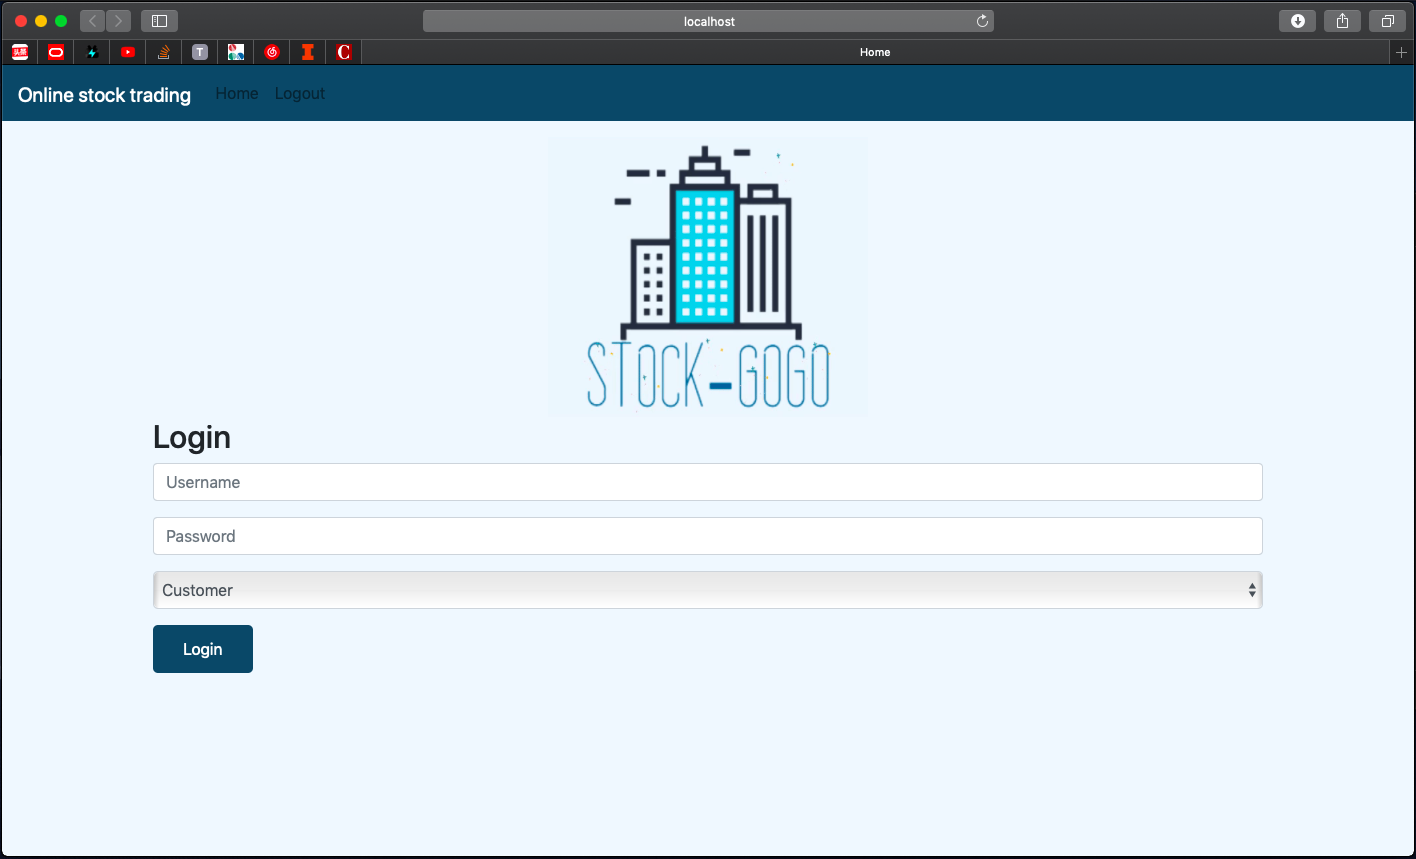 localhost
头条
T
C
Home
Online stock trading
Home
Logout
STOCK-GOGO
Login
Username
Password
Customer
Login